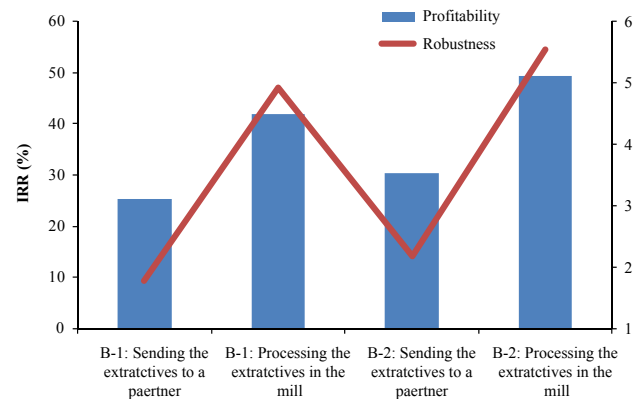 Profitability
Robustness
IRR (%)
60
50
40
30
20
10
0
6
5
4
3
2
1
B-1: Sending the
extratctives to a
paertner
B-1: Processing the
extratctives in the
mill
B-2: Sending the
extratctives to a
paertner
B-2: Processing the
extratctives in the
mill